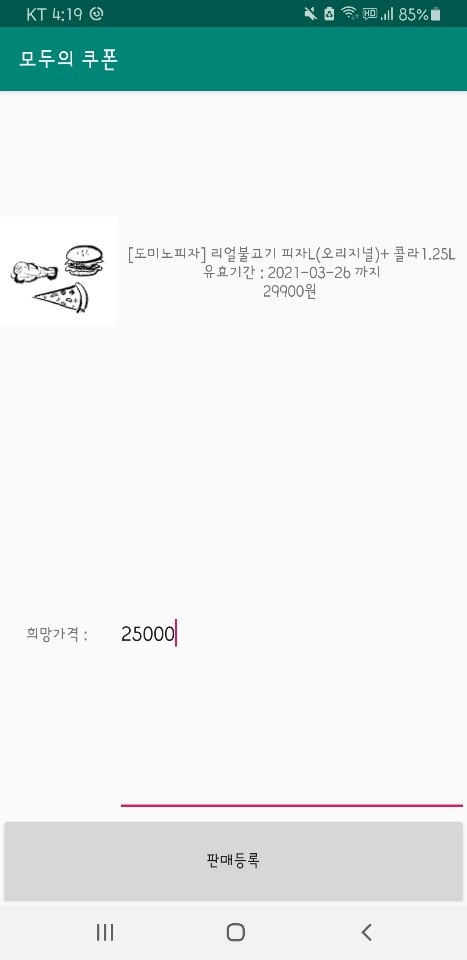 KT 4:19
HD 85%
모두의 쿠폰
[도미노피자] 리얼불고기 피자L(오리지널)+ 콜라1.25L
유효기간 : 2021-03-26 까지
29900원
희망가격 :
25000
판매등록